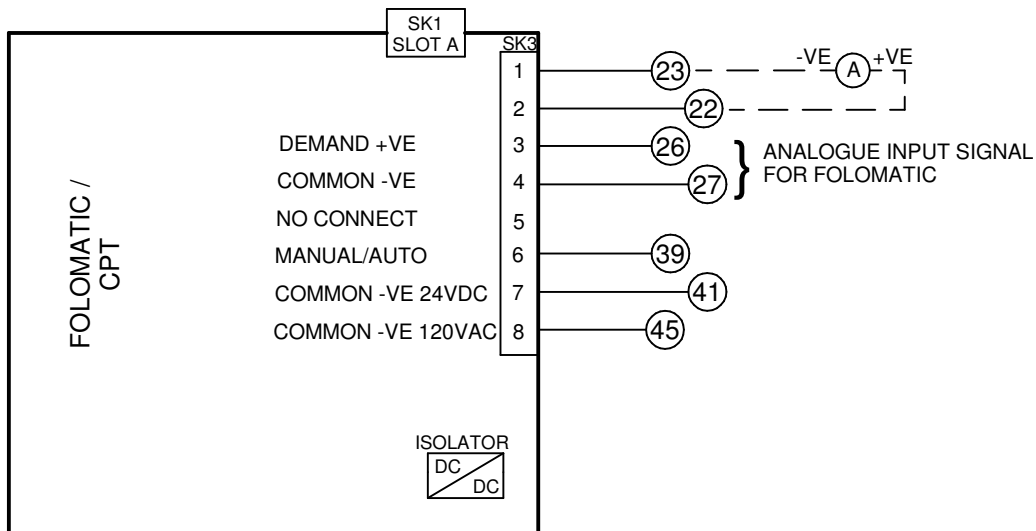 SK1
SLOT A
SK3
1
23
-VE
A
+VE
2
22
DEMAND +VE
3
26
COMMON -VE
4
27
}
ANALOGUE INPUT SIGNAL
FOR FOLOMATIC
NO CONNECT
5
MANUAL/AUTO
6
39
COMMON -VE 24VDC
7
41
COMMON -VE 120VAC
8
45
FOLOMATIC /
CPT
ISOLATOR
DC
DC